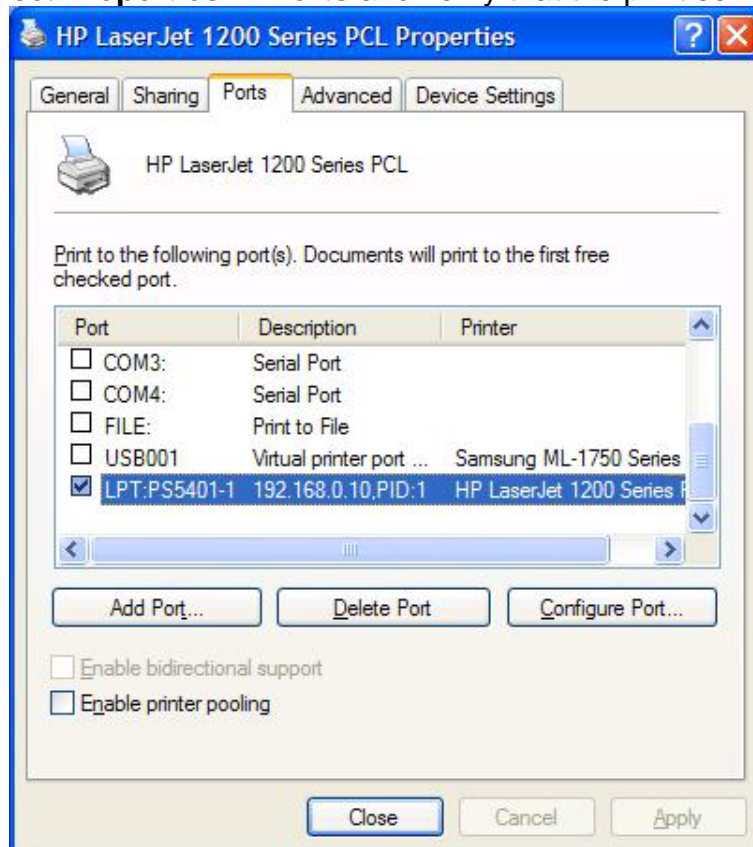 HP LaserJet 1200 Series PCL Properties
General Sharing Ports Advanced Device Settings
HP LaserJet 1200 Series PCL
Print to the following port(s). Documents will print to the first free
checked port.
Port Description Printer
COM3: Serial Port
COM4: Serial Port
FILE: Print to File
USB001 Virtual printer port ... Samsung ML-1750 Series
LPT:PS5401-1 192.168.0.10,PID:1 HP LaserJet 1200 Series
Add Port... Delete Port Configure Port...
Enable bidirectional support
Enable printer pooling
Close Cancel Apply